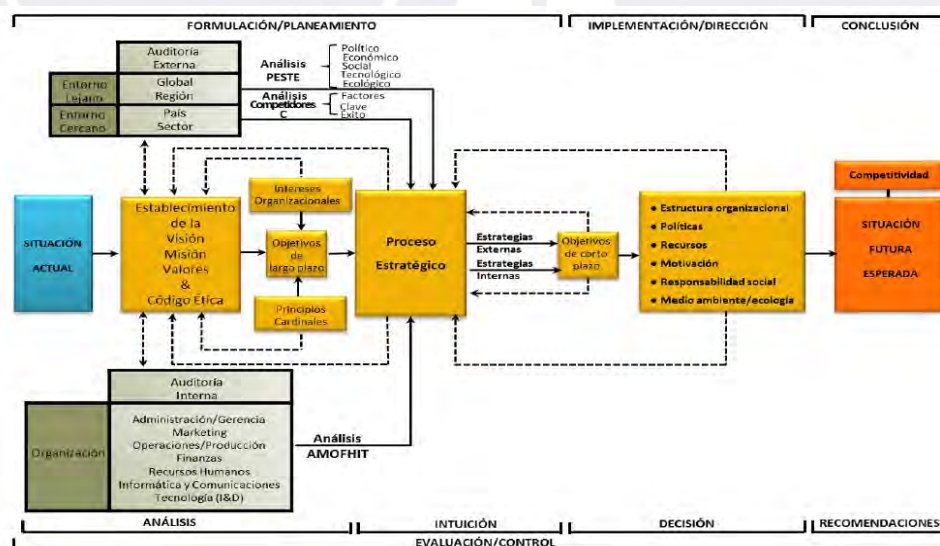 FORMULACIÓN/PLANEAMIENTO
IMPLEMENTACIÓN/DIRECCIÓN
CONCLUSIÓN
Auditoría
Externa
Entorno
Lejano
Global
Región
Entorno
Cercano
País
Sector
Análisis
PESTE
Político
Económico
Social
Tecnológico
Ecológico
Análisis
Competidores
C
Factores
Clave
Éxito
SITUACIÓN
ACTUAL
Establecimiento
de la
Visión
Misión
Valores
&
Código Ética
Intereses
Organizacionales
Objetivos
de
largo plazo
Principios
Cardinales
Proceso
Estratégico
Estrategias
Externas
Estrategias
Internas
Objetivos
de corto
plazo
• Estructura organizacional
• Políticas
• Recursos
• Motivación
• Responsabilidad social
• Medio ambiente/ecología
Competitividad
SITUACIÓN
FUTURA
ESPERADA
Auditoría
Interna
Organización
Administración/Gerencia
Marketing
Operaciones/Producción
Finanzas
Recursos Humanos
Informática y Comunicaciones
Tecnología (I&D)
Análisis
AMOFHIT
ANÁLISIS
INTUICIÓN
DECISIÓN
RECOMENDACIONES
EVALUACIÓN/CONTROL